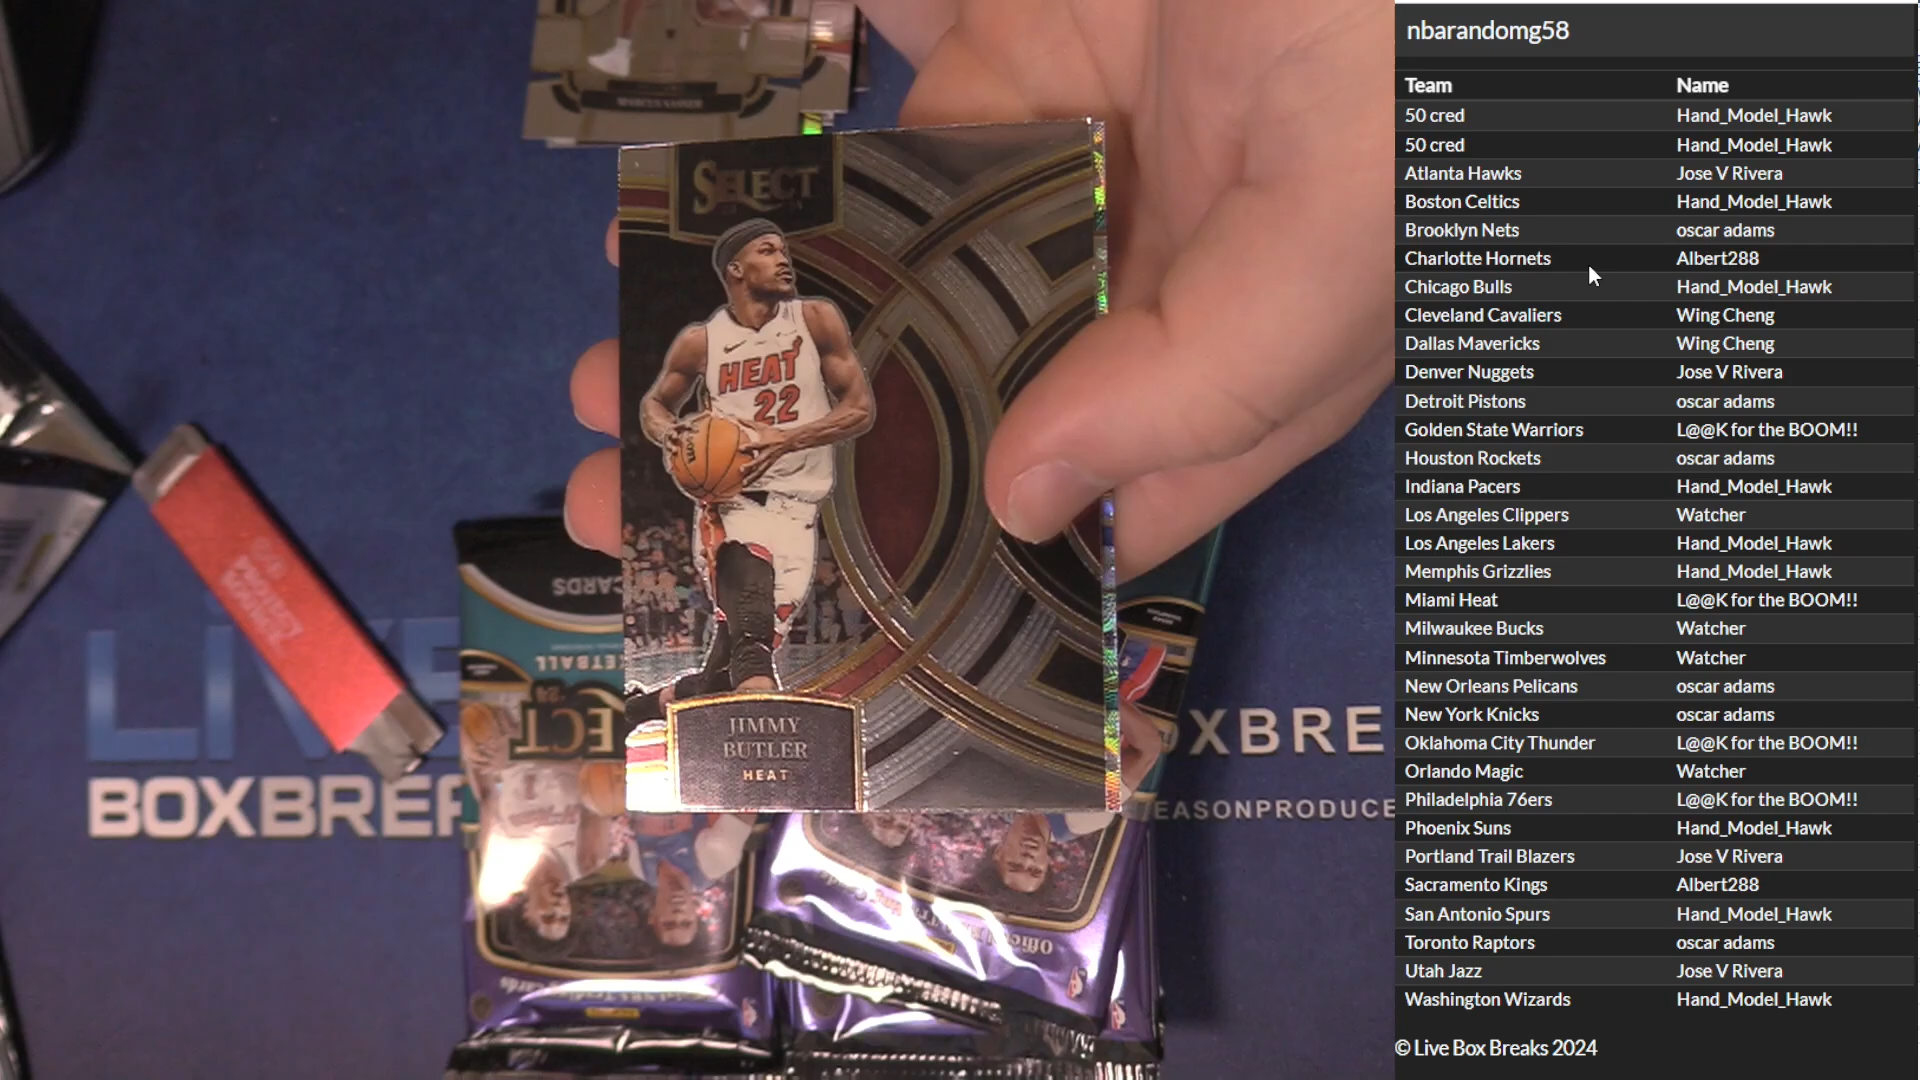 MARCUS SASSER
SELECT
HEAT
22
JIMMY
BUTLER
HEAT
CARDS
LIVE
BOXBREA
OXBRE
EASONPRODUCE
nbarandomg58
Team Name
50 cred Hand_Model_Hawk
50 cred Hand_Model_Hawk
Atlanta Hawks Jose V Rivera
Boston Celtics Hand_Model_Hawk
Brooklyn Nets oscar adams
Charlotte Hornets Albert288
Chicago Bulls Hand_Model_Hawk
Cleveland Cavaliers Wing Cheng
Dallas Mavericks Wing Cheng
Denver Nuggets Jose V Rivera
Detroit Pistons oscar adams
Golden State Warriors L@@K for the BOOM!!
Houston Rockets oscar adams
Indiana Pacers Hand_Model_Hawk
Los Angeles Clippers Watcher
Los Angeles Lakers Hand_Model_Hawk
Memphis Grizzlies Hand_Model_Hawk
Miami Heat L@@K for the BOOM!!
Milwaukee Bucks Watcher
Minnesota Timberwolves Watcher
New Orleans Pelicans oscar adams
New York Knicks oscar adams
Oklahoma City Thunder L@@K for the BOOM!!
Orlando Magic Watcher
Philadelphia 76ers L@@K for the BOOM!!
Phoenix Suns Hand_Model_Hawk
Portland Trail Blazers Jose V Rivera
Sacramento Kings Albert288
San Antonio Spurs Hand_Model_Hawk
Toronto Raptors oscar adams
Utah Jazz Jose V Rivera
Washington Wizards Hand_Model_Hawk
© Live Box Breaks 2024